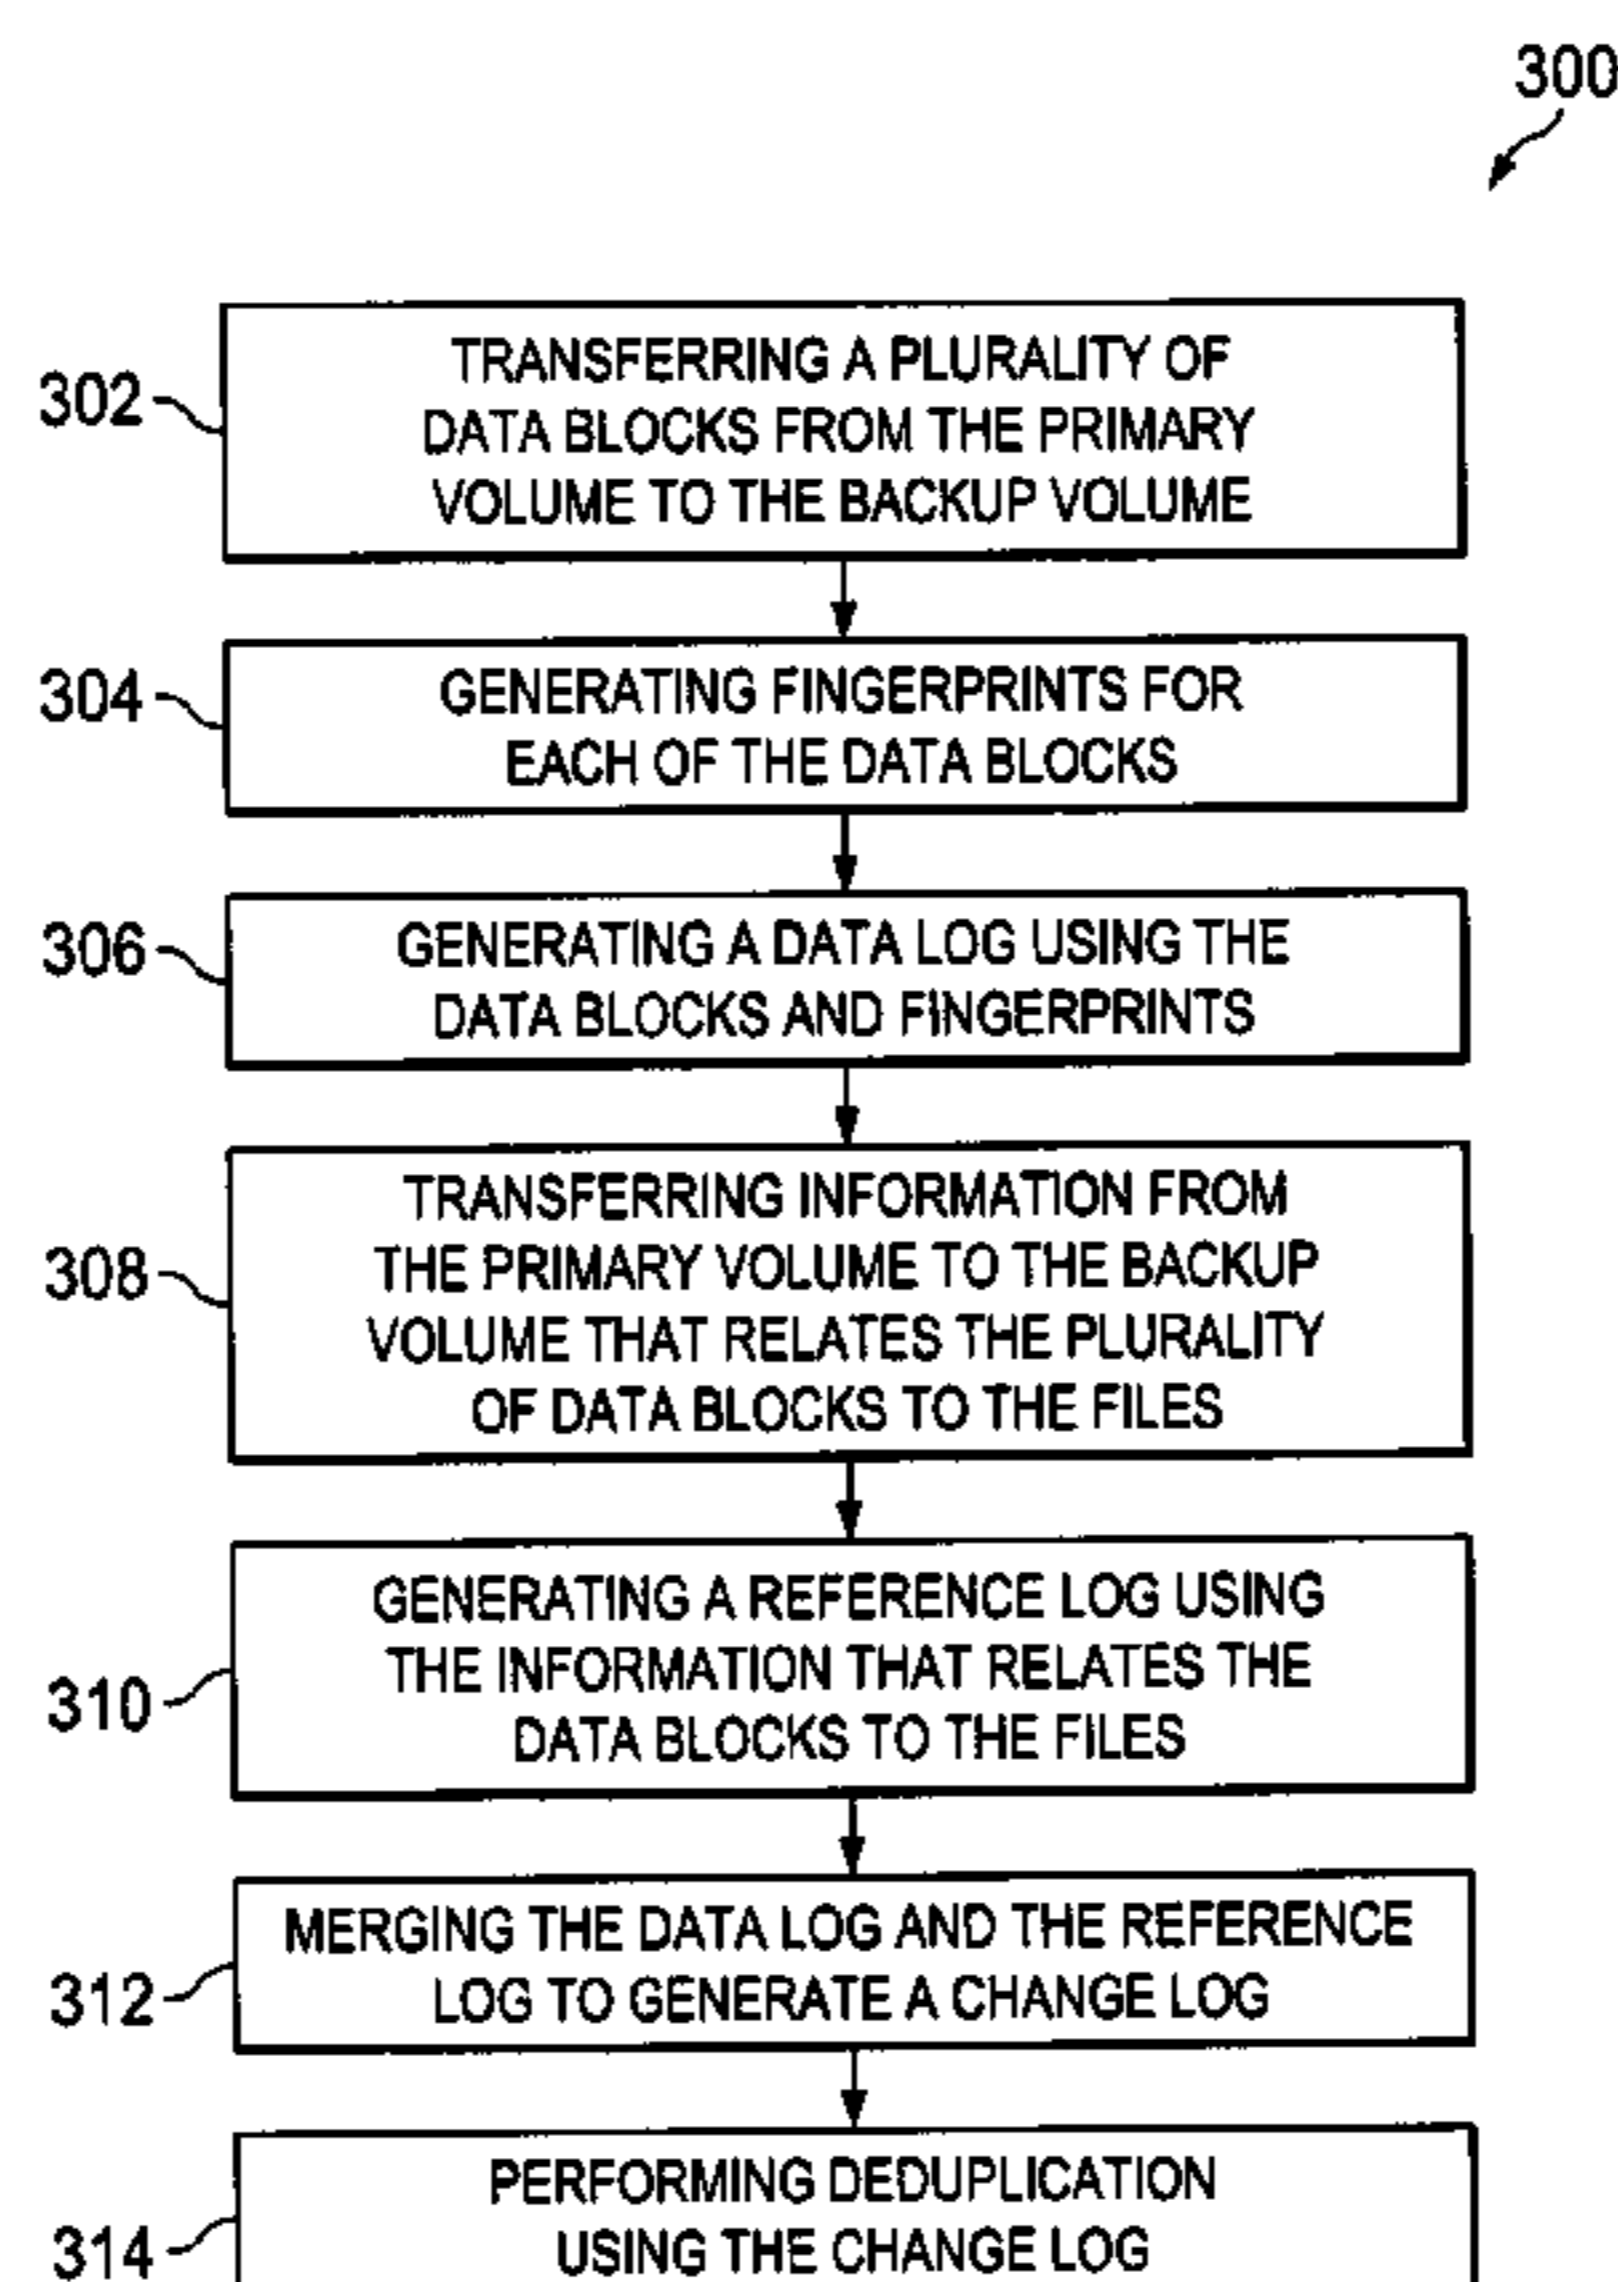 300
302
TRANSFERRING A PLURALITY OF
DATA BLOCKS FROM THE PRIMARY
VOLUME TO THE BACKUP VOLUME
304
GENERATING FINGERPRINTS FOR
EACH OF THE DATA BLOCKS
306
GENERATING A DATA LOG USING THE
DATA BLOCKS AND FINGERPRINTS
308
TRANSFERRING INFORMATION FROM
THE PRIMARY VOLUME TO THE BACKUP
VOLUME THAT RELATES THE PLURALITY
OF DATA BLOCKS TO THE FILES
310
GENERATING A REFERENCE LOG USING
THE INFORMATION THAT RELATES THE
DATA BLOCKS TO THE FILES
312
MERGING THE DATA LOG AND THE REFERENCE
LOG TO GENERATE A CHANGE LOG
314
PERFORMING DEDUPLICATION
USING THE CHANGE LOG